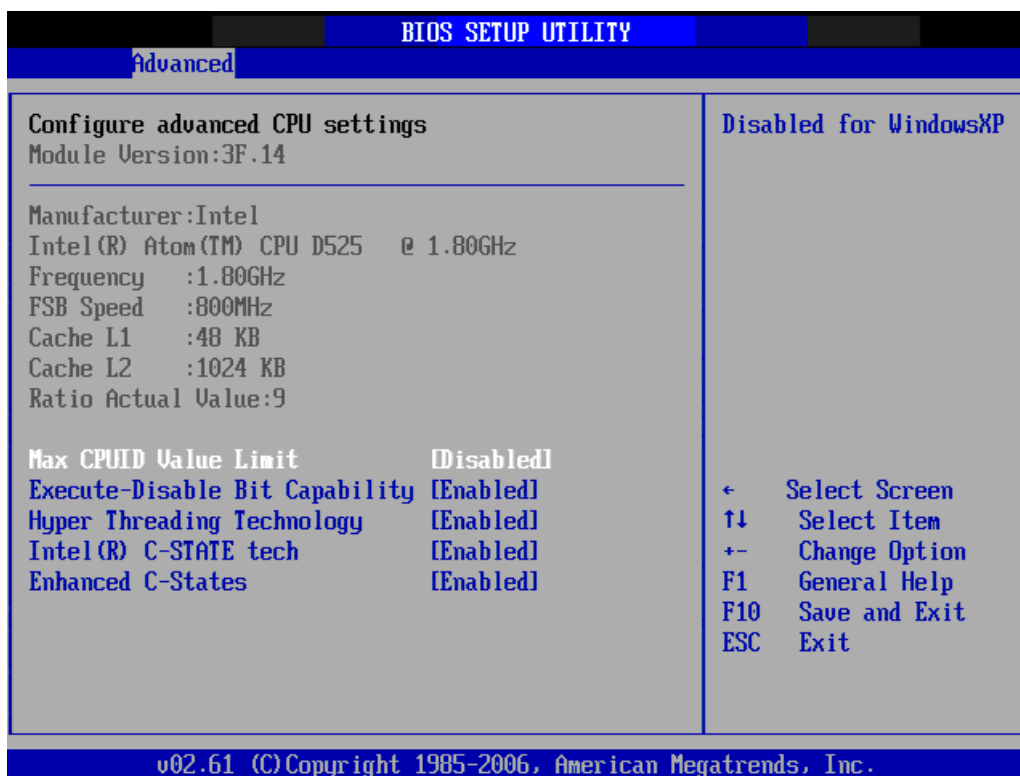 BIOS SETUP UTILITY
Advanced
Configure advanced CPU settings
Module Version:3F.14
Manufacturer:Intel
Intel(R) Atom(TM) CPU D525 @ 1.80GHz
Frequency :1.80GHz
FSB Speed :800MHz
Cache L1 :48 KB
Cache L2 :1024 KB
Ratio Actual Value:9
Max CPUID Value Limit [Disabled]
Execute-Disable Bit Capability [Enabled]
Hyper Threading Technology [Enabled]
Intel(R) C-STATE tech [Enabled]
Enhanced C-States [Enabled]
Disabled for WindowsXP
← Select Screen
↑↓ Select Item
+- Change Option
F1 General Help
F10 Save and Exit
ESC Exit
v02.61 (C)Copyright 1985-2006, American Megatrends, Inc.